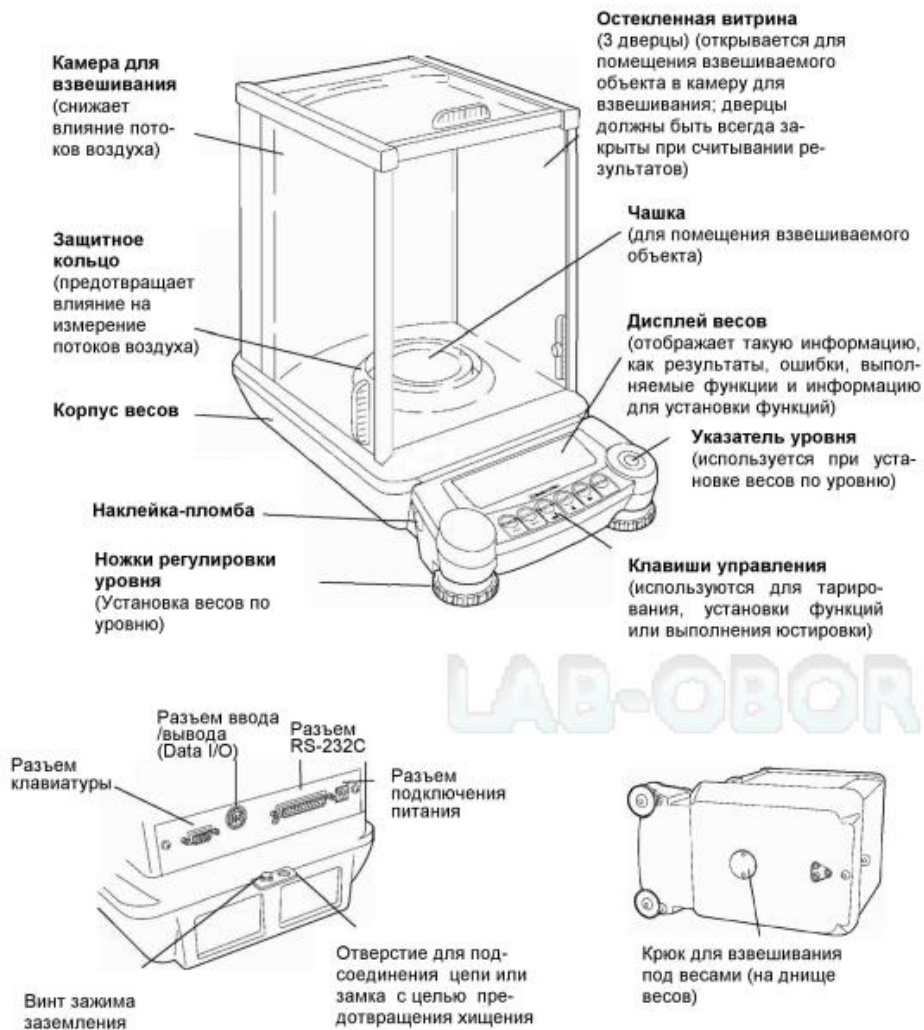 Камера для
взвешивания
(снижает
влияние пото-
ков воздуха)
Защитное
кольцо
(предотвращает
влияние на
измерение
потоков воздуха)
Корпус весов
Наклейка-пломба
Ножки регулировки
уровня
(Установка весов по
уровню)
Остекленная витрина
(3 дверцы) (открывается для
помещения взвешиваемого
объекта в камеру для
взвешивания; дверцы
должны быть всегда за-
крыты при считывании ре-
зультатов)
Чашка
(для помещения взвешиваемого
объекта)
Дисплей весов
(отображает такую информацию,
как результаты, ошибки, выпол-
няемые функции и информацию
для установки функций)
Указатель уровня
(используется при уста-
новке весов по уровню)
Клавиши управления
(используются для тариро-
вания, установки функций
или выполнения юстировки)
LAB-OBOR
Разъем
клавиатуры
Разъем ввода
/вывода
(Data I/O)
Разъем
RS-232C
Разъем
подключения
питания
Винт зажима
заземления
Отверстие для под-
соединения цепи или
замка с целью пре-
дотвращения хищения
Крюк для взвешивания
под весами (на днище
весов)